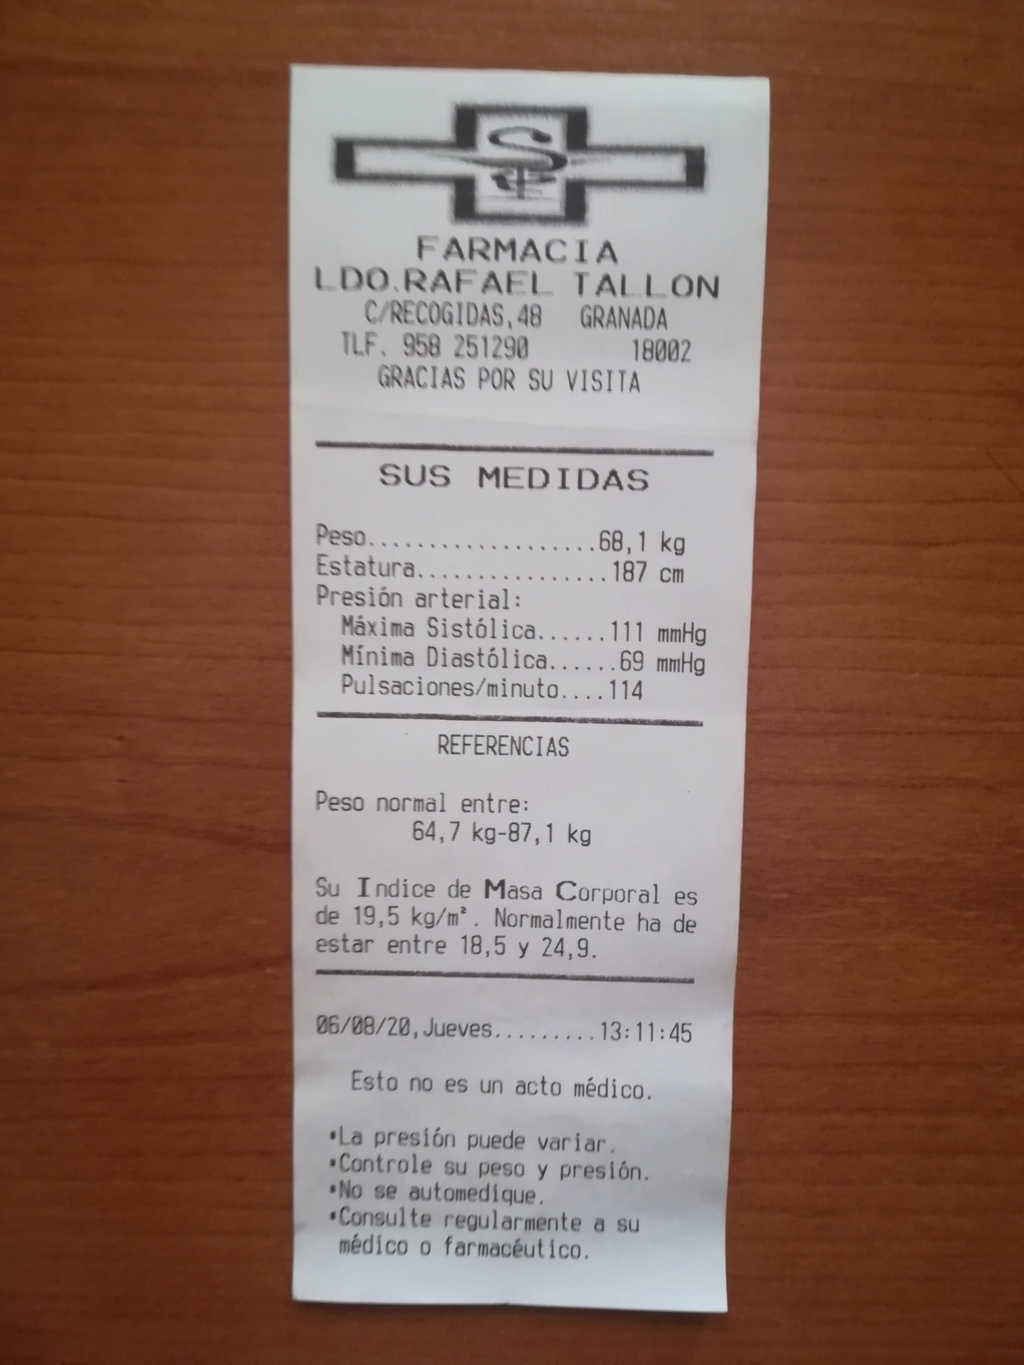 FARMACIA
LDO.RAFAEL TALLON
C/RECOGIDAS,48 GRANADA
TLF. 958 251290 18002
GRACIAS POR SU VISITA
SUS MEDIDAS
Peso...................68,1 kg
Estatura................187 cm
Presión arterial:
Máxima Sistólica......111 mmHg
Mínima Diastólica......69 mmHg
Pulsaciones/minuto....114
REFERENCIAS
Peso normal entre:
64,7 kg-87,1 kg
Su Indice de Masa Corporal es
de 19,5 kg/m². Normalmente ha de
estar entre 18,5 y 24,9.
06/08/20,Jueves.........13:11:45
Esto no es un acto médico.
•La presión puede variar.
•Controle su peso y presión.
•No se automedique.
•Consulte regularmente a su
médico o farmacéutico.